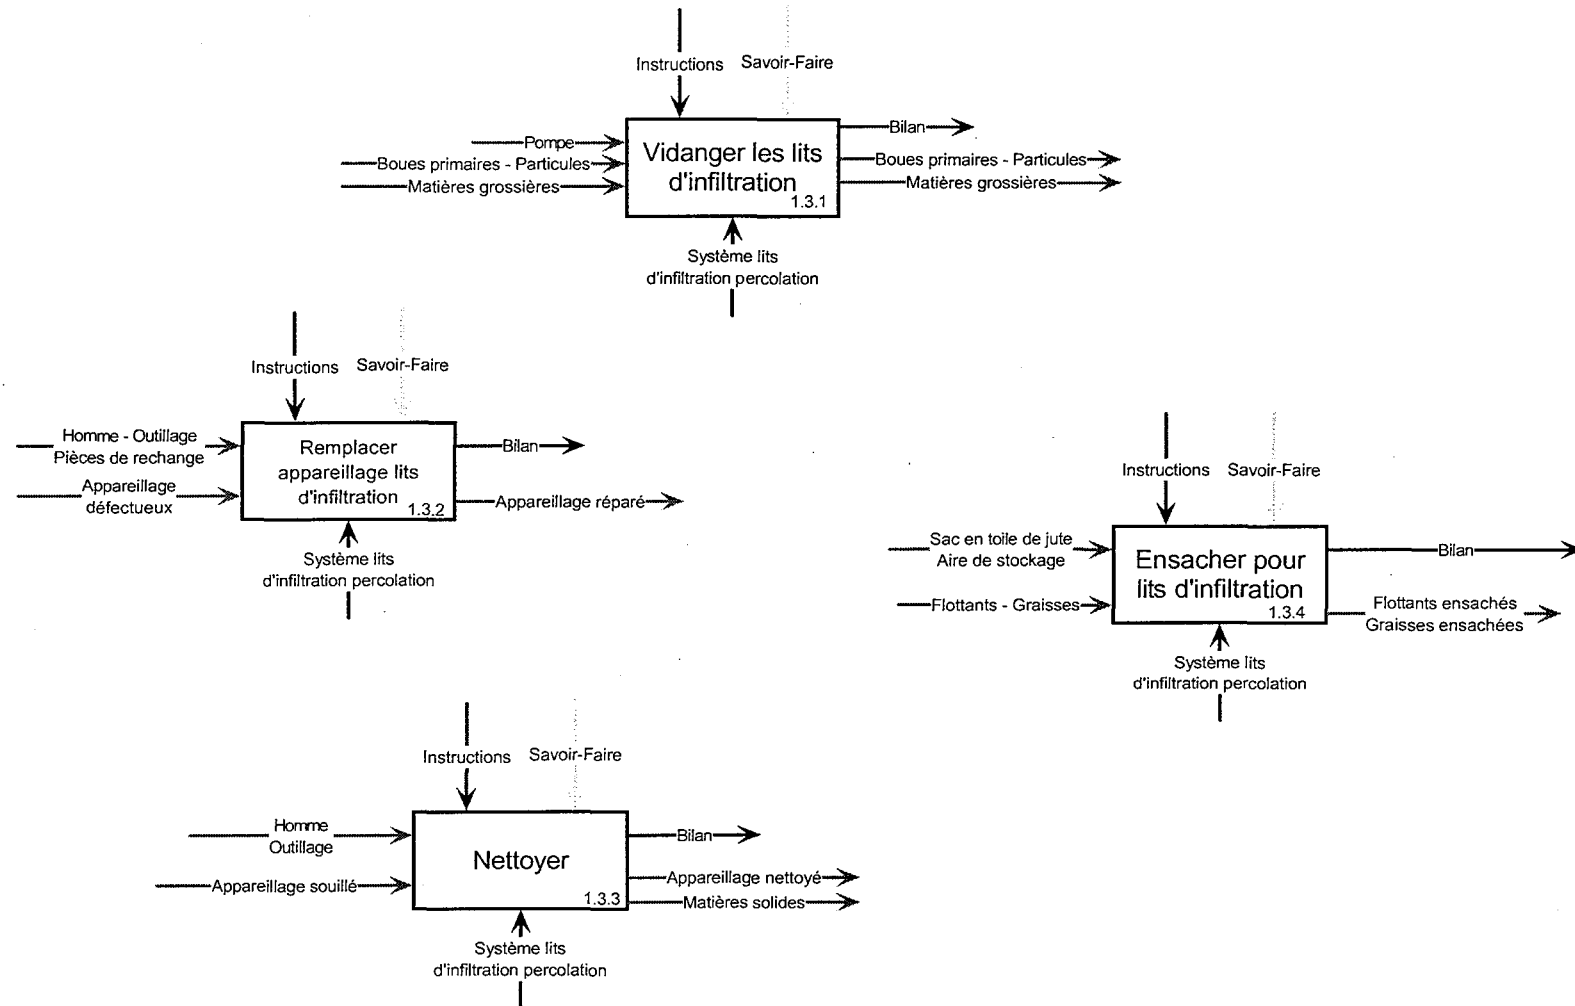 Instructions
Savoir-Faire
Pompe
Boues primaires - Particules
Matières grossières
Vidanger les lits
d'infiltration
1.3.1
Bilan
Boues primaires - Particules
Matières grossières
Système lits
d'infiltration percolation
Instructions
Savoir-Faire
Homme - Outillage
Pièces de rechange
Appareillage
défectueux
Remplacer
appareillage lits
d'infiltration
1.3.2
Bilan
Appareillage réparé
Système lits
d'infiltration percolation
Instructions
Savoir-Faire
Sac en toile de jute
Aire de stockage
Flottants - Graisses
Ensacher pour
lits d'infiltration
1.3.4
Bilan
Flottants ensachés
Graisses ensachées
Système lits
d'infiltration percolation
Instructions
Savoir-Faire
Homme
Outillage
Appareillage souillé
Nettoyer
1.3.3
Bilan
Appareillage nettoyé
Matières solides
Système lits
d'infiltration percolation